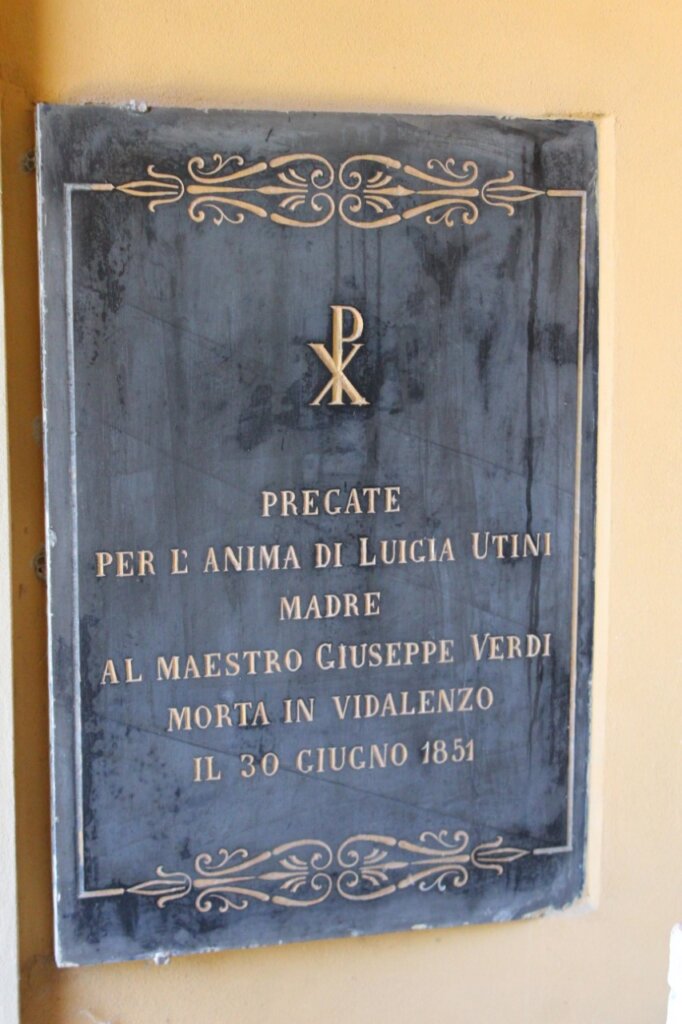 PREGATE
PER L' ANIMA DI LUIGIA UTINI
MADRE
AL MAESTRO GIUSEPPE VERDI
MORTA IN VIDALENZO
IL 30 GIUGNO 1851